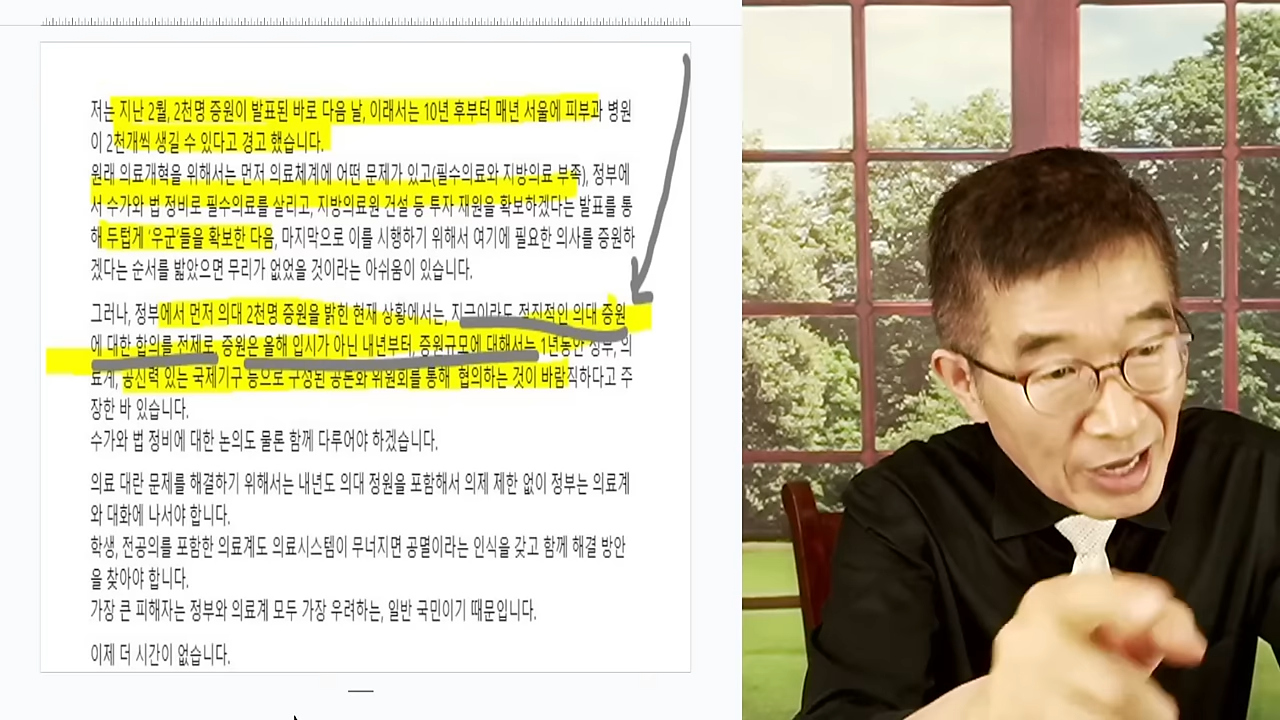 저는 지난 2월, 2천명 증원이 발표된 바로 다음 날, 이래서는 10년 후부터 매년 서울에 피부과 병원
이 2천개씩 생길 수 있다고 경고 했습니다.
원래 의료개혁을 위해서는 먼저 의료체계에 어떤 문제가 있고(필수의료와 지방의료 부족), 정부에
서 수가와 법 정비로 필수의료를 살리고, 지방의료원 건설 등 투자 재원을 확보하겠다는 발표를 통
해 두텁게 '우군'들을 확보한 다음, 마지막으로 이를 시행하기 위해서 여기에 필요한 의사를 증원하
겠다는 순서를 밟았으면 무리가 없었을 것이라는 아쉬움이 있습니다.
그러나, 정부에서 먼저 의대 2천명 증원을 밝힌 현재 상황에서는, 지금이라도 점진적인 의대 증원
에 대한 합의를 전제로, 증원은 올해 입시가 아닌 내년부터, 증원규모에 대해서는 1년동안 정부, 의
료계, 공신력 있는 국제기구 등으로 구성된 공론화 위원회를 통해 협의하는 것이 바람직하다고 주
장한 바 있습니다.
수가와 법 정비에 대한 논의도 물론 함께 다루어야 하겠습니다.
의료 대란 문제를 해결하기 위해서는 내년도 의대 정원을 포함해서 의제 제한 없이 정부는 의료계
와 대화에 나서야 합니다.
학생, 전공의를 포함한 의료계도 의료시스템이 무너지면 공멸이라는 인식을 갖고 함께 해결 방안
을 찾아야 합니다.
가장 큰 피해자는 정부와 의료계 모두 가장 우려하는, 일반 국민이기 때문입니다.
이제 더 시간이 없습니다.